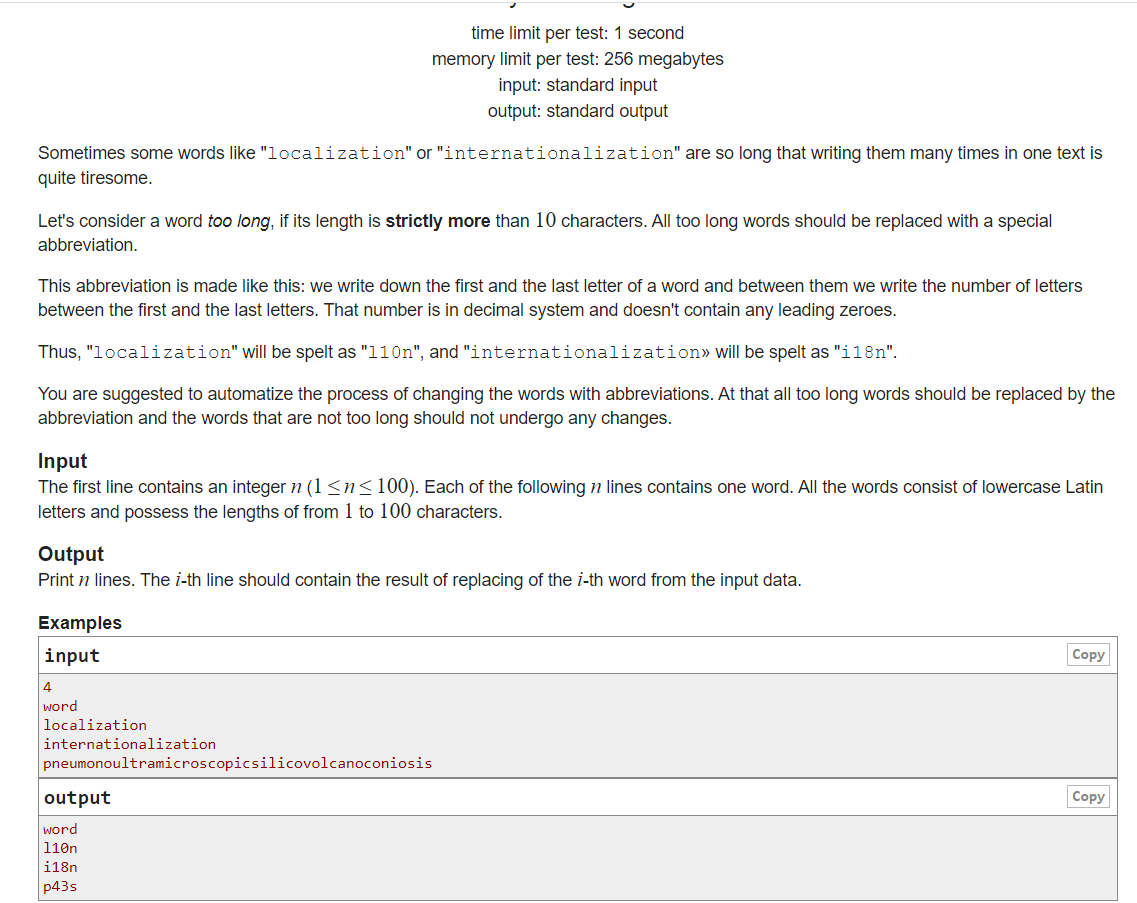 time limit per test: 1 second
memory limit per test: 256 megabytes
input: standard input
output: standard output
Sometimes some words like "localization" or "internationalization" are so long that writing them many times in one text is
quite tiresome.
Let's consider a word too long, if its length is strictly more than 10 characters. All too long words should be replaced with a special
abbreviation.
This abbreviation is made like this: we write down the first and the last letter of a word and between them we write the number of letters
between the first and the last letters. That number is in decimal system and doesn't contain any leading zeroes.
Thus, "localization" will be spelt as "l10n", and "internationalization» will be spelt as "i18n".
You are suggested to automatize the process of changing the words with abbreviations. At that all too long words should be replaced by the
abbreviation and the words that are not too long should not undergo any changes.
Input
The first line contains an integer n (1 ≤ n ≤ 100). Each of the following n lines contains one word. All the words consist of lowercase Latin
letters and possess the lengths of from 1 to 100 characters.
Output
Print n lines. The i-th line should contain the result of replacing of the i-th word from the input data.
Examples
input Copy
4
word
localization
internationalization
pneumonoultramicroscopicsilicovolcanoconiosis
output Copy
word
l10n
i18n
p43s